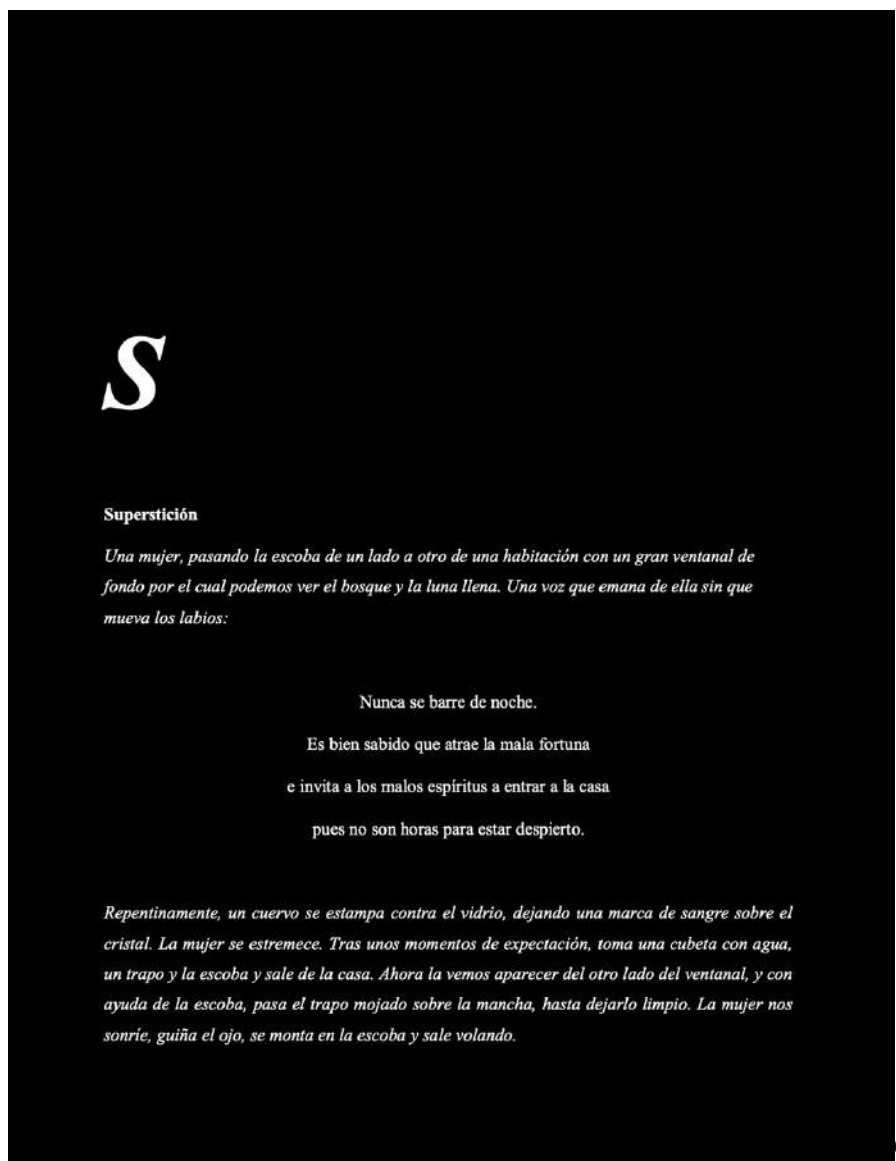 S
Superstición
Una mujer, pasando la escoba de un lado a otro de una habitación con un gran ventanal de
fondo por el cual podemos ver el bosque y la luna llena. Una voz que emana de ella sin que
mueva los labios:
Nunca se barre de noche.
Es bien sabido que atrae la mala fortuna
e invita a los malos espíritus a entrar a la casa
pues no son horas para estar despierto.
Repentinamente, un cuervo se estampa contra el vidrio, dejando una marca de sangre sobre el
cristal. La mujer se estremece. Tras unos momentos de expectación, toma una cubeta con agua,
un trapo y la escoba y sale de la casa. Ahora la vemos aparecer del otro lado del ventanal, y con
ayuda de la escoba, pasa el trapo mojado sobre la mancha, hasta dejarlo limpio. La mujer nos
sonríe, guiña el ojo, se monta en la escoba y sale volando.